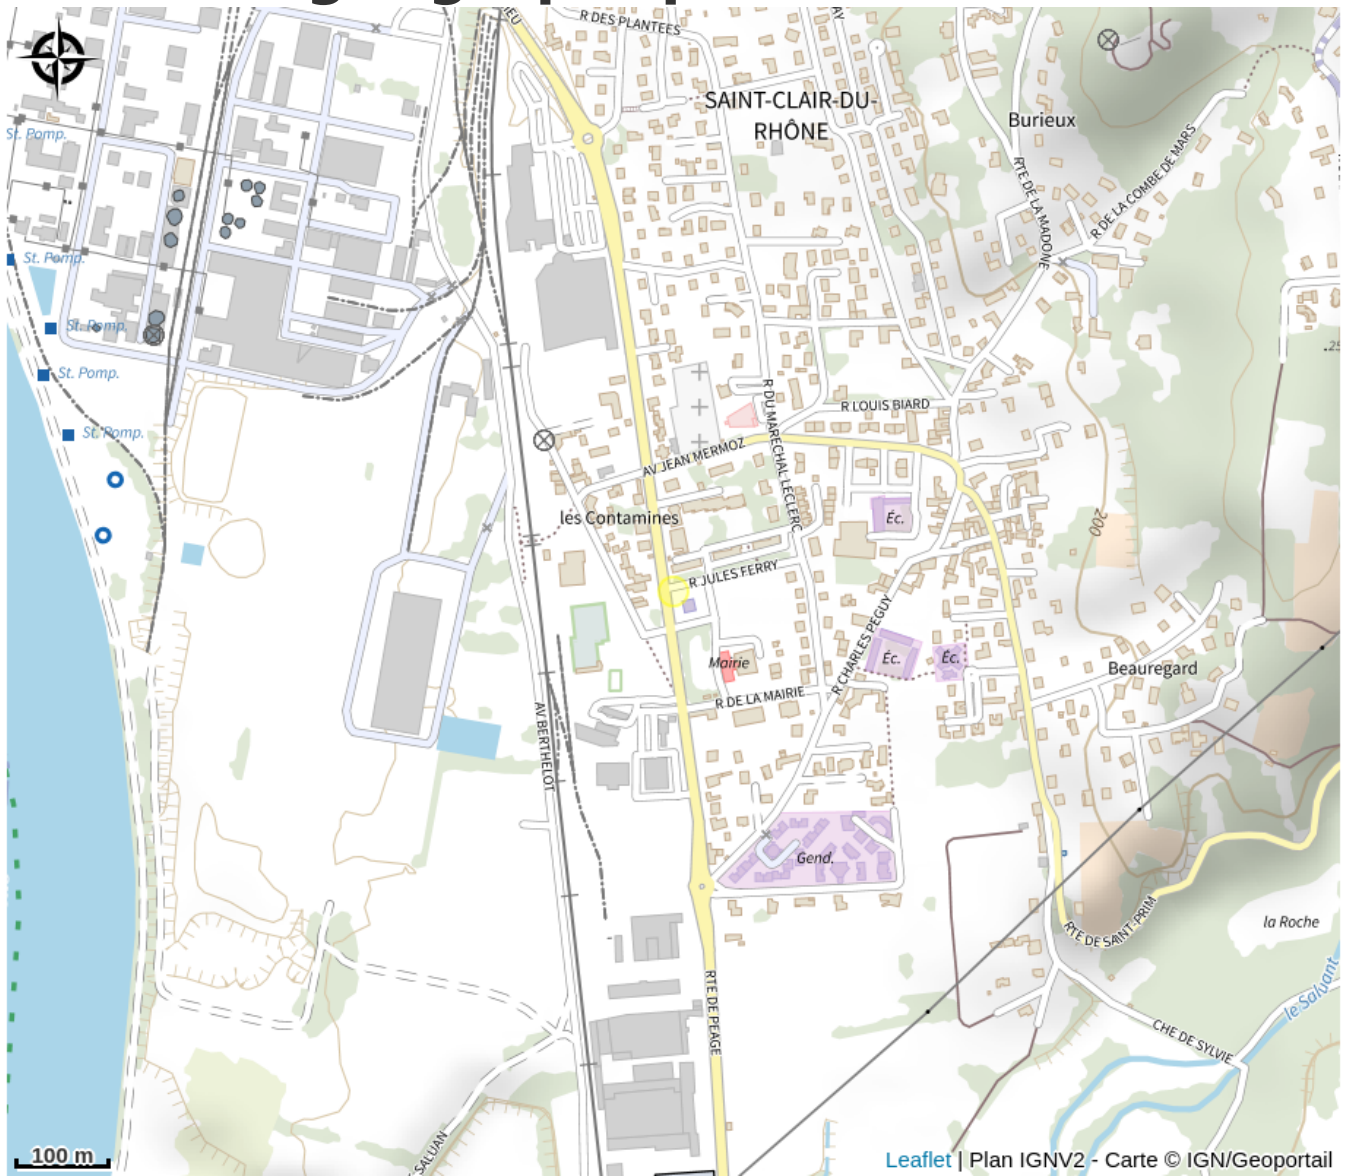 IEU
R DES PLANTEES
AY
SAINT-CLAIR-DU-
RHÔNE
Burieux
St. Pomp.
RTE DE LA MADONE
R DE LA COMBE DE MARS
St. Pomp.
St. Pomp.
St. Pomp.
St. Pomp.
R DU MARECHAL LECLERC
R LOUIS BIARD
AV JEAN MERMOZ
les Contamines
Éc.
200
R JULES FERRY
R CHARLES PEGUY
Mairie
Éc.
Éc.
Beauregard
R DE LA MAIRIE
AV BERTHELOT
Gend.
RTE DE SAINT-PRIM
la Roche
RTE DE PEAGE
le Saluant
CHE DE SYLVIE
SALUAN
100 m
Leaflet | Plan IGNV2 - Carte © IGN/Geoportail